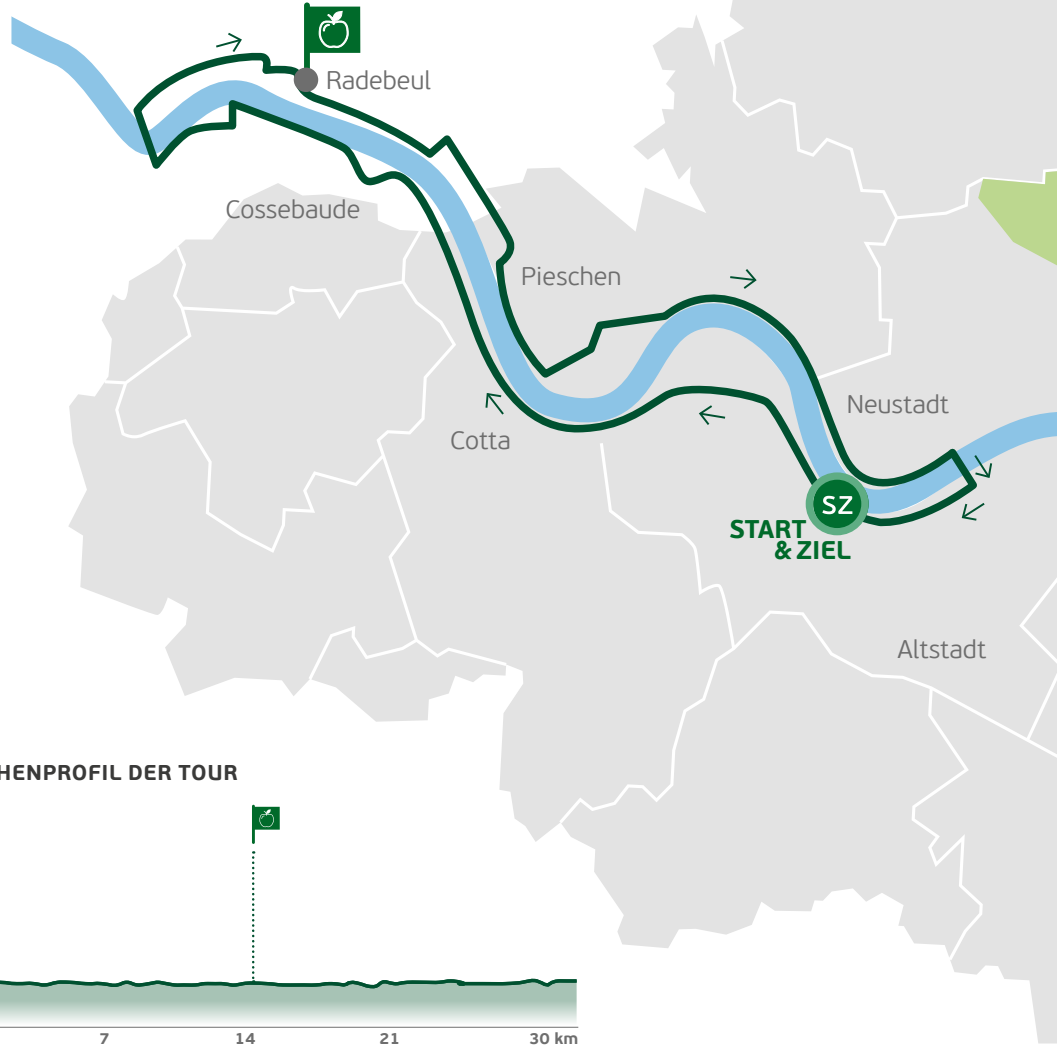 Radebeul
Cossebaude
Pieschen
Neustadt
Cotta
SZ
START
& ZIEL
Altstadt
HENPROFIL DER TOUR
7 14 21 30 km